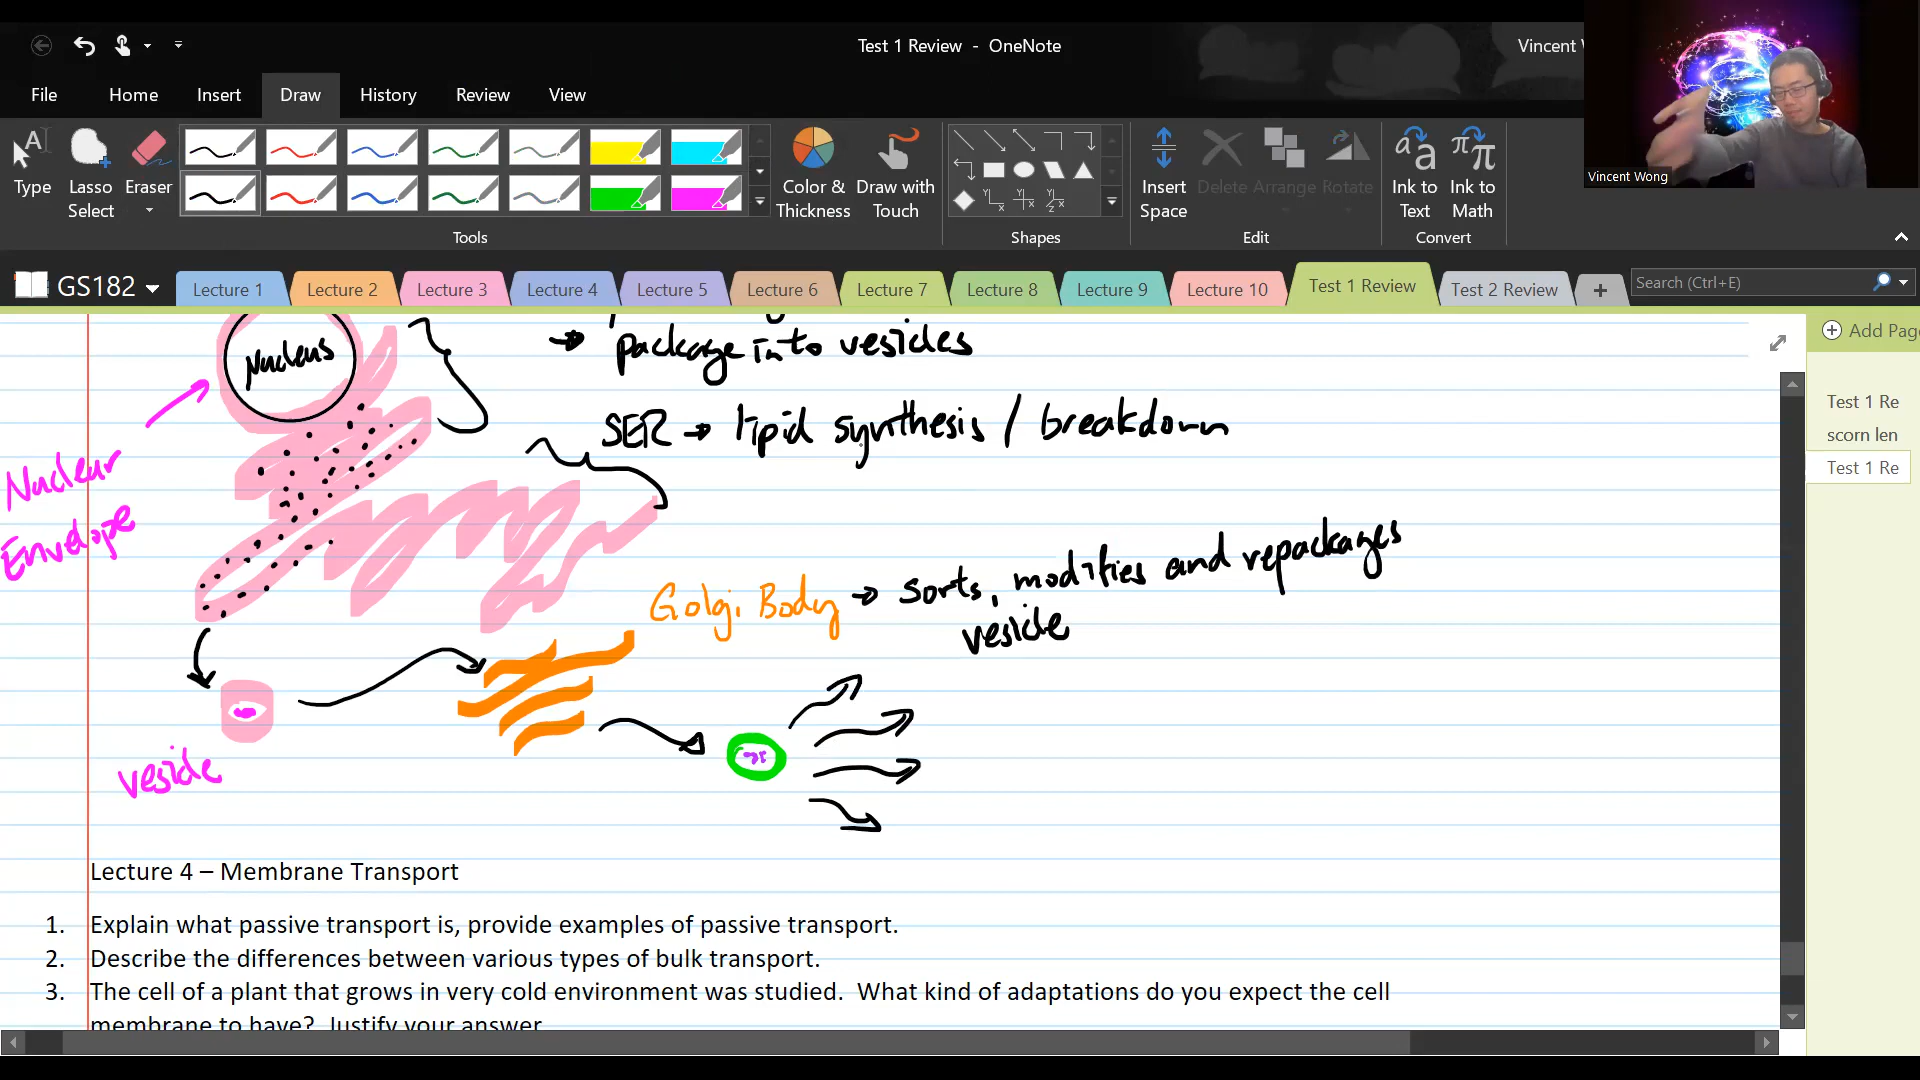 Test 1 Review - OneNote
Vincent W
File Home Insert Draw History Review View
Type
Lasso Select
Eraser
Color & Thickness
Draw with Touch
Insert Space
Delete Arrange Rotate
Ink to Text
Ink to Math
Tools
Shapes
Edit
Convert
Vincent Wong
GS182
Lecture 1 Lecture 2 Lecture 3 Lecture 4 Lecture 5 Lecture 6 Lecture 7 Lecture 8 Lecture 9 Lecture 10 Test 1 Review Test 2 Review
Search (Ctrl+E)
Add Page
Test 1 Re
scorn len
Test 1 Re
Nucleus
package into vesicles
SER → lipid synthesis / breakdown
Nuclear
Envelope
Golgi Body → sorts, modifies and repackages
vesicle
vesicle
Lecture 4 – Membrane Transport
1. Explain what passive transport is, provide examples of passive transport.
2. Describe the differences between various types of bulk transport.
3. The cell of a plant that grows in very cold environment was studied. What kind of adaptations do you expect the cell
membrane to have? Justify your answer